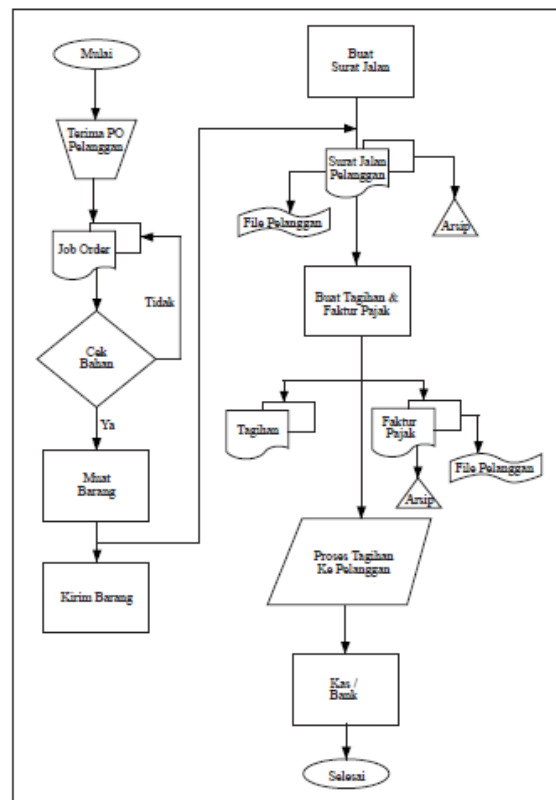 Mulai
Terima PO
Pelanggan
Job Order
Tidak
Cek
Bahan
Ya
Muat
Barang
Kirim Barang
Buat
Surat Jalan
Surat Jalan
Pelanggan
File Pelanggan
Arsip
Buat Tagihan &
Faktur Pajak
Tagihan
Faktur
Pajak
File Pelanggan
Arsip
Proses Tagihan
Ke Pelanggan
Kas /
Bank
Selesai